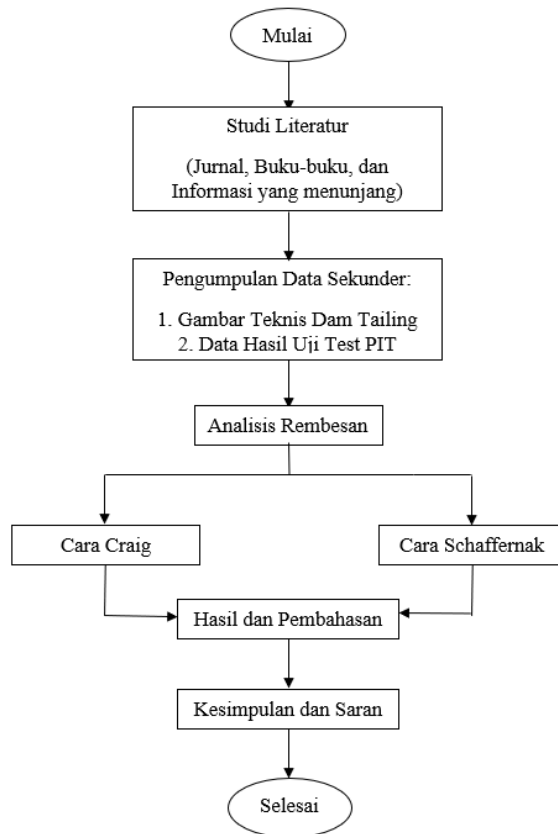 Mulai
Studi Literatur
(Jurnal, Buku-buku, dan
Informasi yang menunjang)
Pengumpulan Data Sekunder:
1. Gambar Teknis Dam Tailing
2. Data Hasil Uji Test PIT
Analisis Rembesan
Cara Craig
Cara Schaffernak
Hasil dan Pembahasan
Kesimpulan dan Saran
Selesai